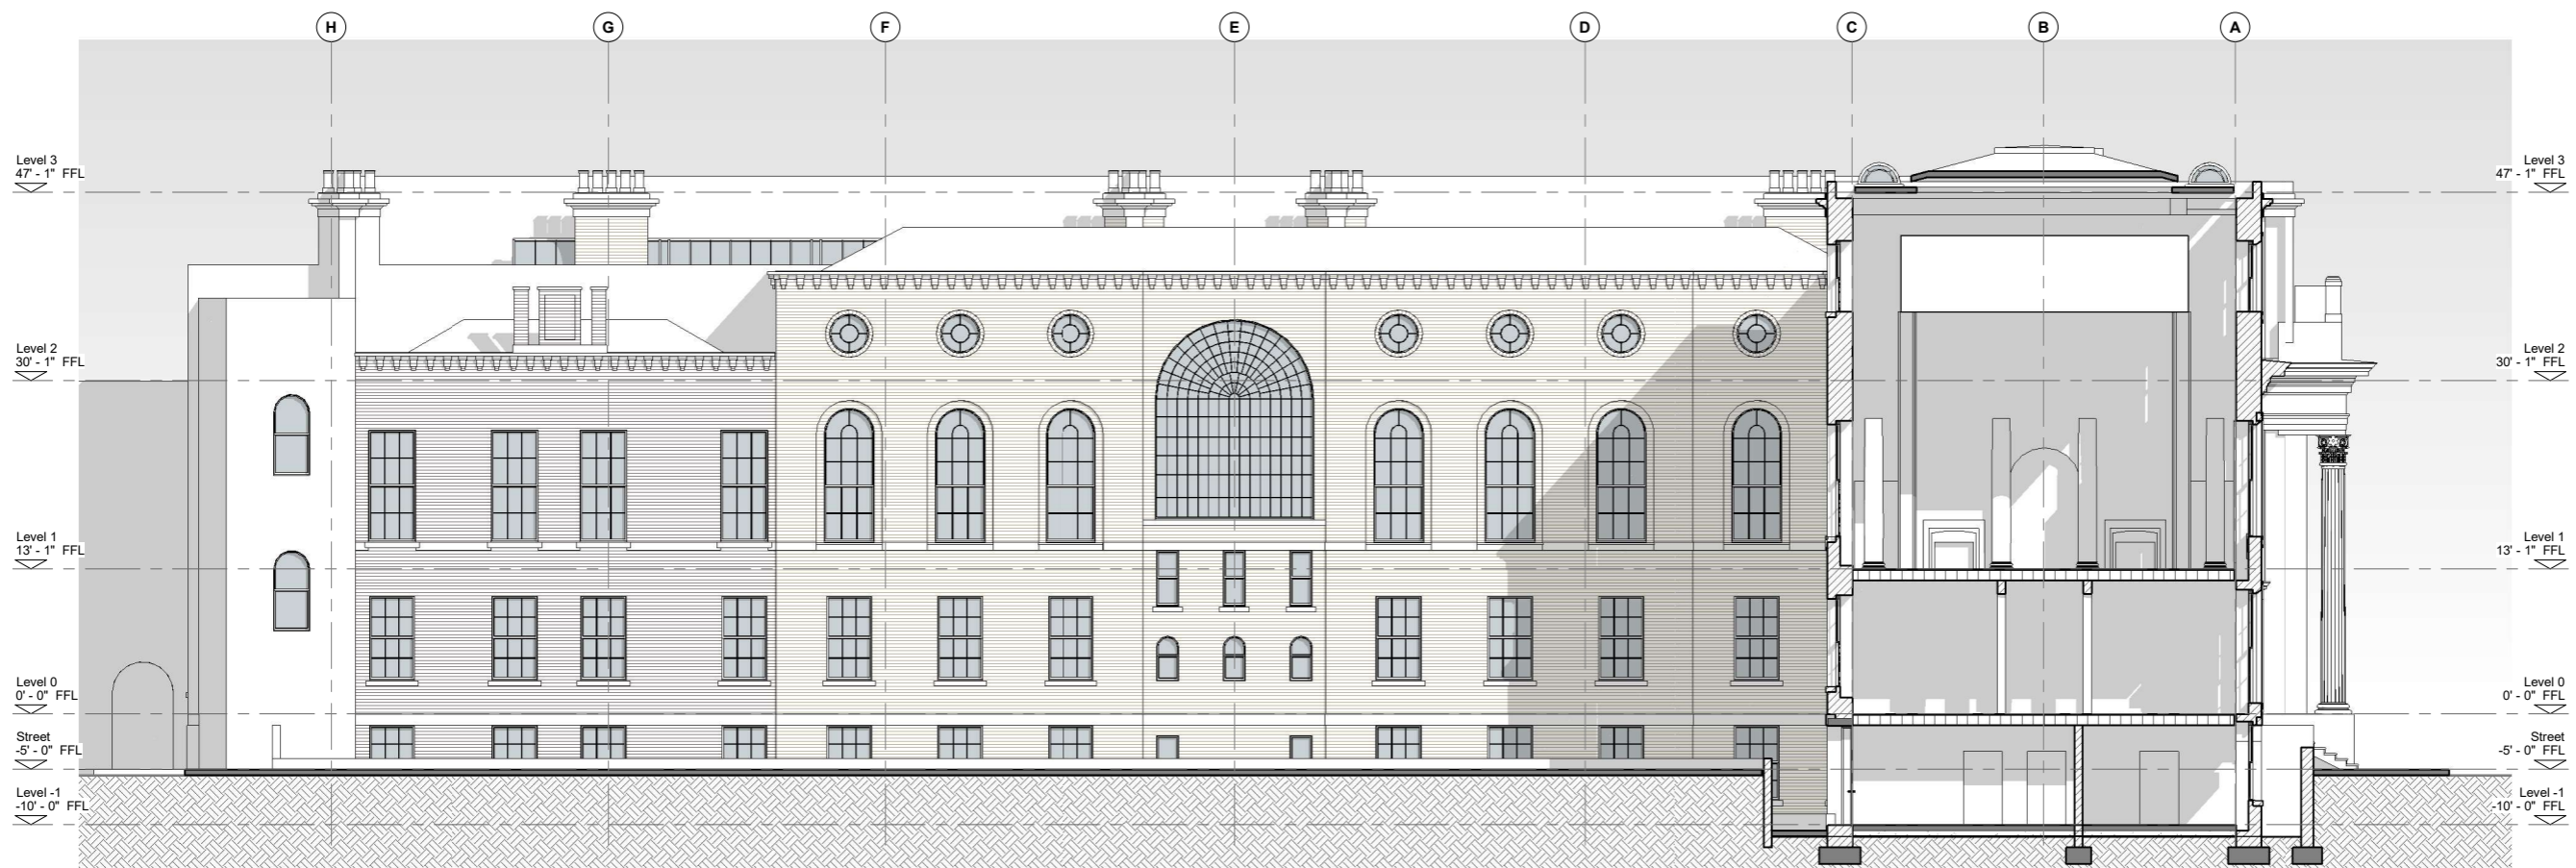 H G F E D C B A
Level 3
47' - 1" FFL
Level 3
47' - 1" FFL
Level 2
30' - 1" FFL
Level 2
30' - 1" FFL
Level 1
13' - 1" FFL
Level 1
13' - 1" FFL
Level 0
0' - 0" FFL
Level 0
0' - 0" FFL
Street
-5' - 0" FFL
Street
-5' - 0" FFL
Level -1
-10' - 0" FFL
Level -1
-10' - 0" FFL